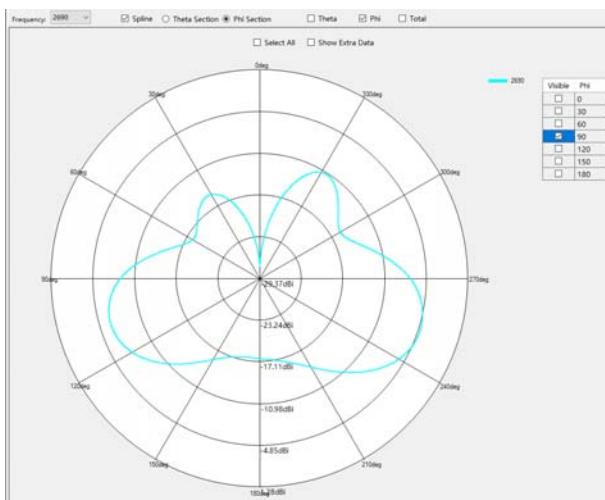 Frequency: 2690 Spline Theta Section Phi Section Theta Phi Total
Select All Show Extra Data
0deg
2690
Visible Phi
0
30
60
90
120
150
180
30deg
330deg
60deg
300deg
90deg
270deg
-29.37dBi
-23.24dBi
-17.11dBi
120deg
240deg
-10.98dBi
-4.85dBi
150deg
210deg
180deg